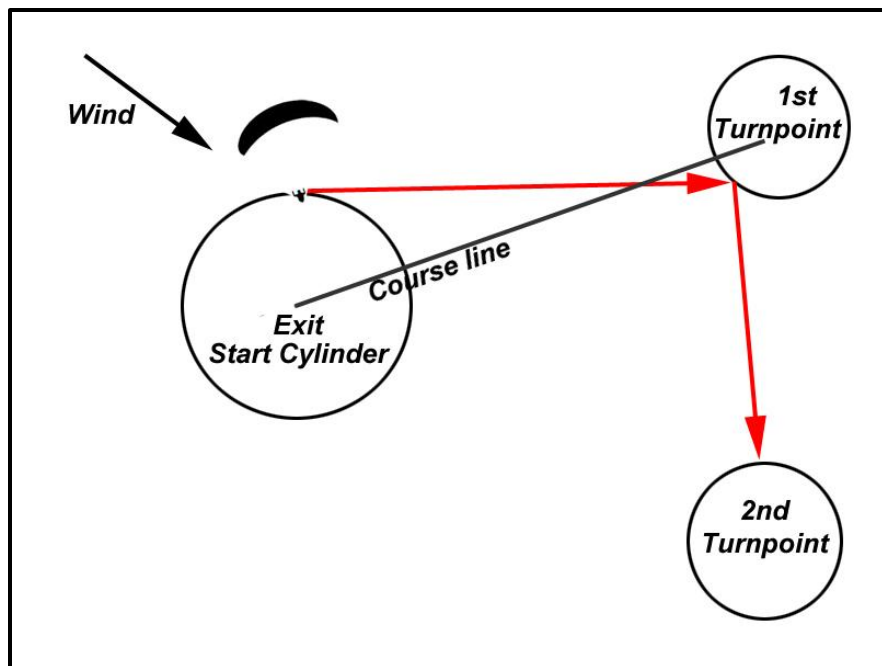 Wind
1st
Turnpoint
Course line
Exit
Start Cylinder
2nd
Turnpoint